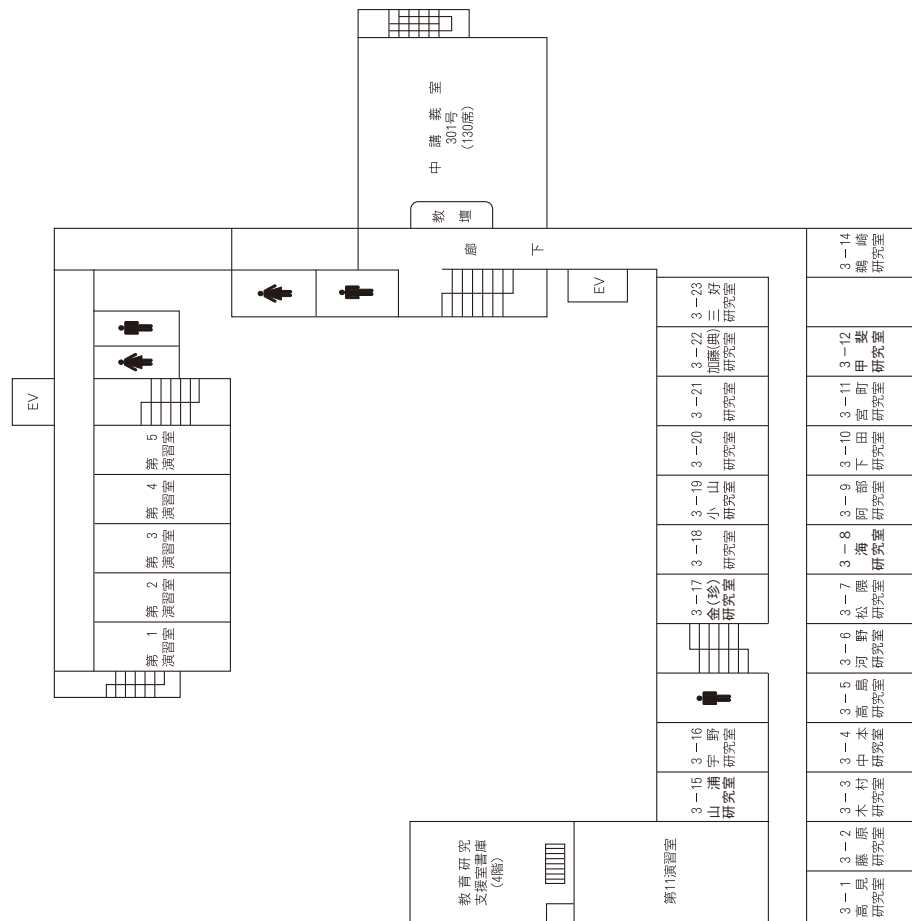 中講義室
301号
(130席)
教壇
廊下
EV
EV
第5
演習室
第4
演習室
第3
演習室
第2
演習室
第1
演習室
3－23
三好
研究室
3－22
加藤(典)
研究室
3－21
研究室
3－20
研究室
3－19
小山
研究室
3－18
研究室
3－17
金(珍)
研究室
3－16
宇野
研究室
3－15
山浦
研究室
3－14
鵜崎
研究室
3－12
甲斐
研究室
3－11
宮町
研究室
3－10
下田
研究室
3－9
阿部
研究室
3－8
海
研究室
3－7
松隈
研究室
3－6
河野
研究室
3－5
高島
研究室
3－4
中本
研究室
3－3
木村
研究室
3－2
藤原
研究室
3－1
高見
研究室
教育研究
支援室書庫
(4階)
第11演習室